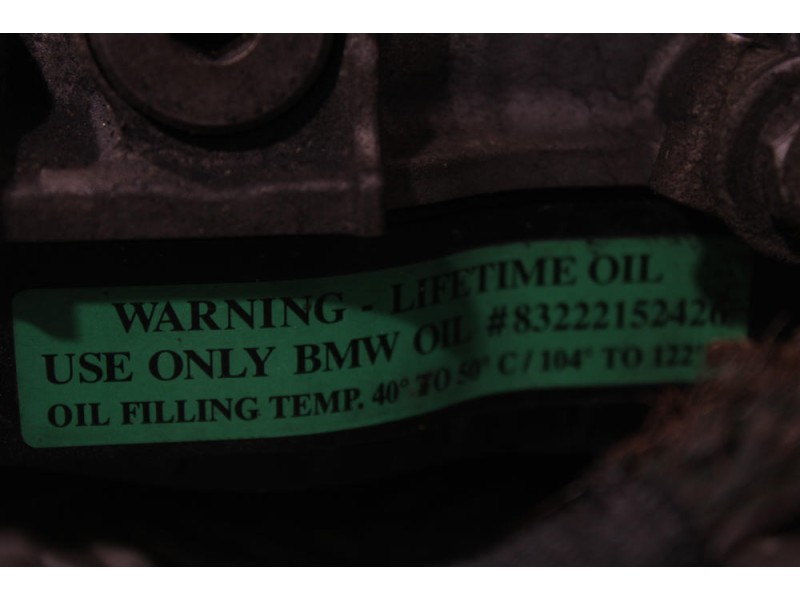 WARNING - LiFETIME OIL
USE ONLY BMW OIL #83222152426
OIL FILLING TEMP. 40° TO 50° C / 104° TO 122°